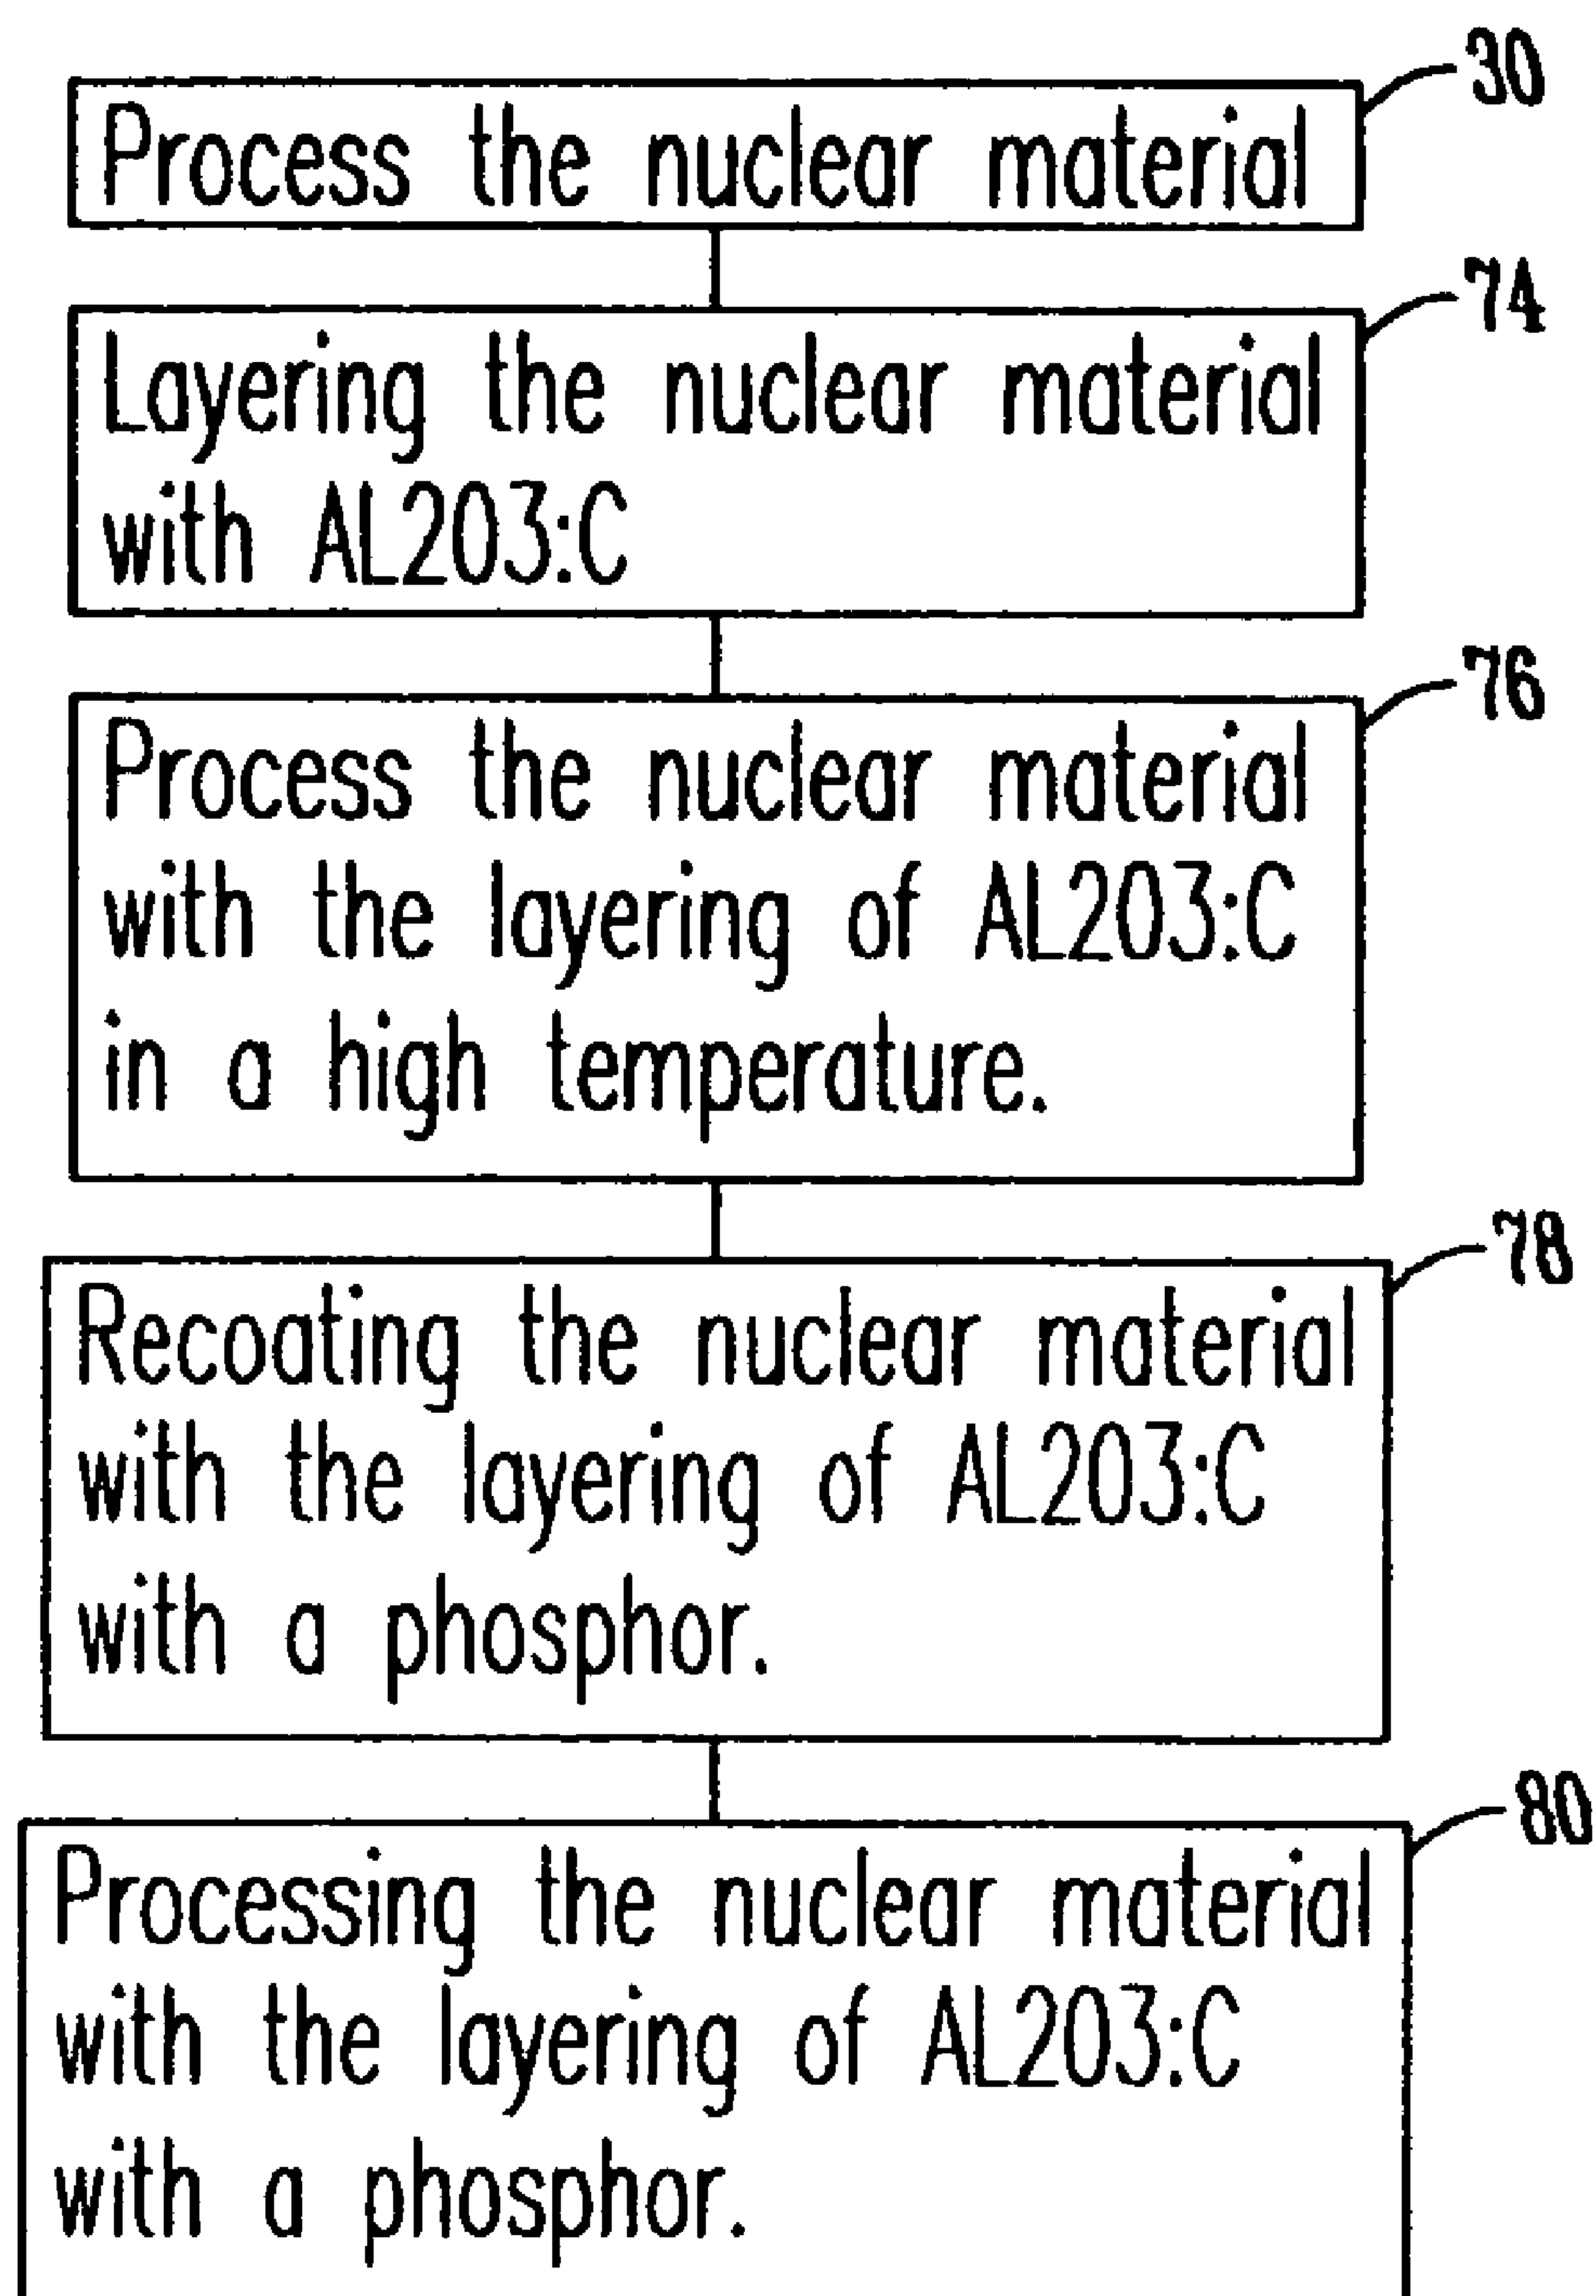 30
Process the nuclear material
74
Layering the nuclear material
with AL203:C
76
Process the nuclear material
with the layering of AL203:C
in a high temperature.
78
Recoating the nuclear material
with the layering of AL203:C
with a phosphor.
80
Processing the nuclear material
with the layering of AL203:C
with a phosphor.